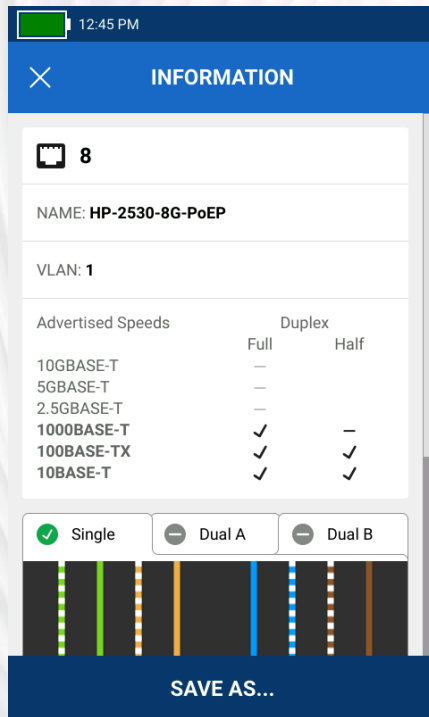 12:45 PM
INFORMATION
8
NAME: HP-2530-8G-PoEP
VLAN: 1
Advertised Speeds Duplex
Full Half
10GBASE-T —
5GBASE-T —
2.5GBASE-T —
1000BASE-T ✓ –
100BASE-TX ✓ ✓
10BASE-T ✓ ✓
Single Dual A Dual B
SAVE AS...